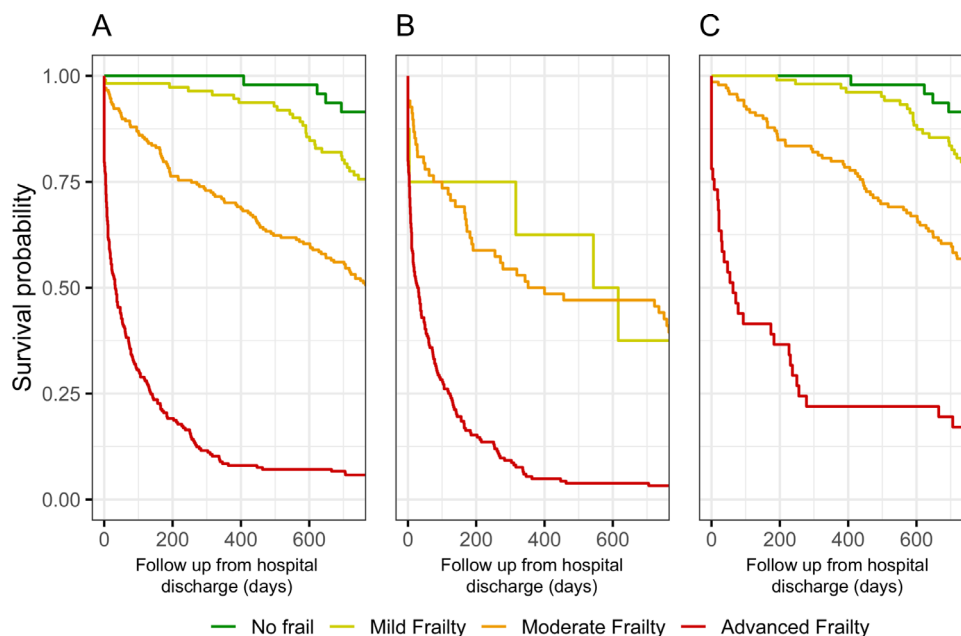 A B C
Survival probability
1.00
0.75
0.50
0.25
0.00
0 200 400 600 0 200 400 600 0 200 400 600
Follow up from hospital Follow up from hospital Follow up from hospital
discharge (days) discharge (days) discharge (days)
No frail Mild Frailty Moderate Frailty Advanced Frailty